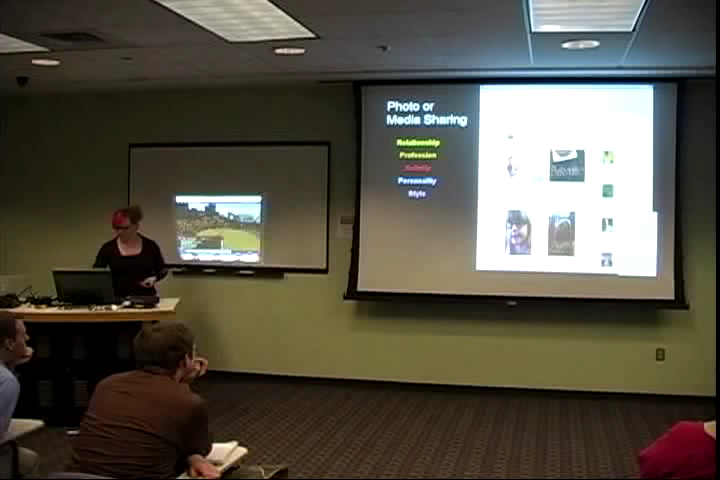 Photo or
Media Sharing
Relationship
Profession
Activity
Personality
Style